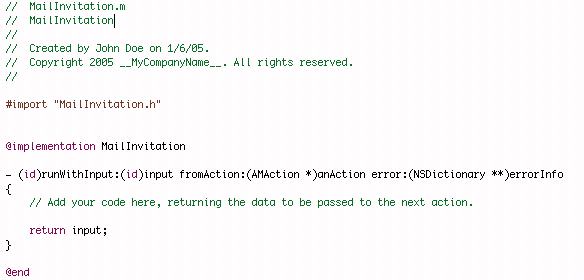 //  MailInvitation.m
//  MailInvitation
//
//  Created by John Doe on 1/6/05.
//  Copyright 2005 __MyCompanyName__. All rights reserved.
//
#import "MailInvitation.h"
@implementation MailInvitation
- (id)runWithInput:(id)input fromAction:(AMAction *)anAction error:(NSDictionary **)errorInfo
{
    // Add your code here, returning the data to be passed to the next action.
    return input;
}
@end